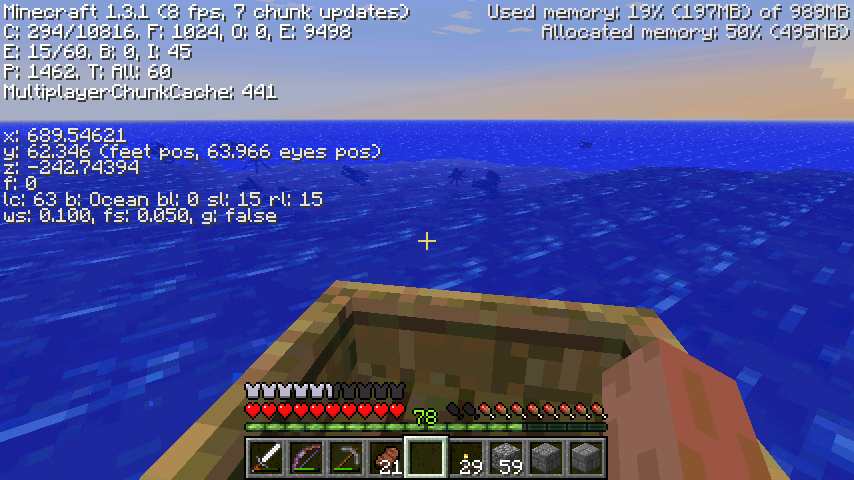 Minecraft 1.3.1 (8 fps, 7 chunk updates)
C: 294/10816. F: 1024, O: 0, E: 9498
E: 15/60. B: 0, I: 45
P: 1462. T: All: 60
MultiplayerChunkCache: 441
Used memory: 19% (197MB) of 989MB
Allocated memory: 50% (495MB)
x: 689.54621
y: 62.346 (feet pos, 63.966 eyes pos)
z: -242.74394
f: 0
lc: 63 b: Ocean bl: 0 sl: 15 rl: 15
ws: 0.100, fs: 0.050, g: false
78
21
29
59